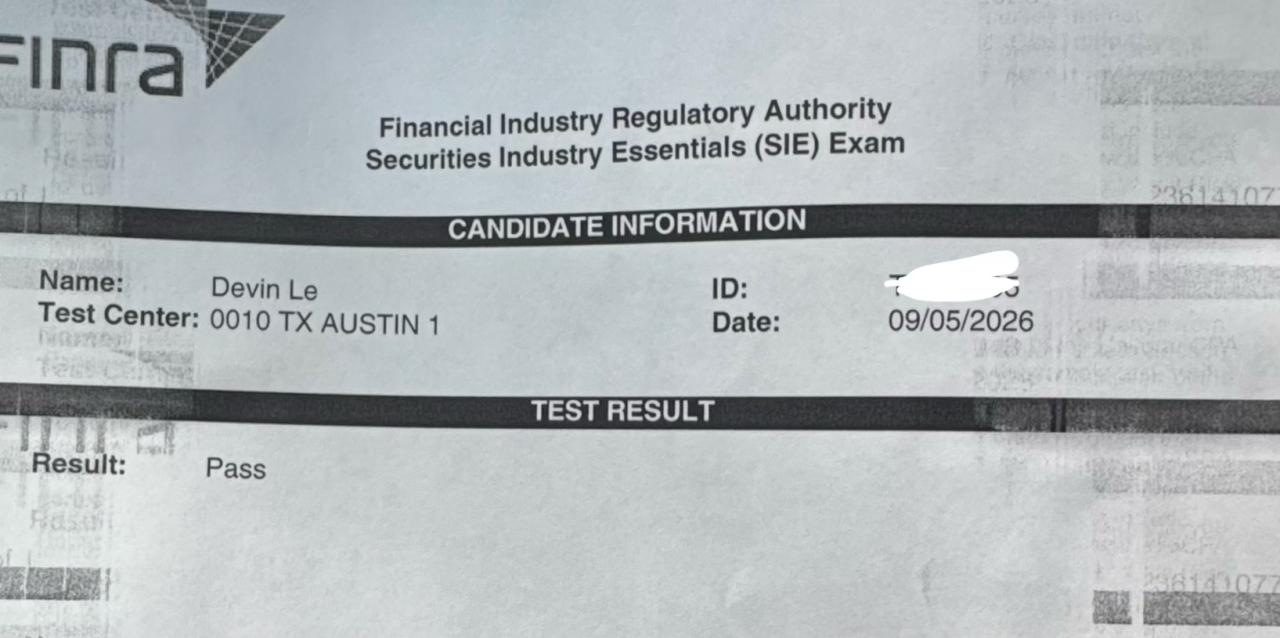 Finra
Financial Industry Regulatory Authority
Securities Industry Essentials (SIE) Exam
CANDIDATE INFORMATION
Name: Devin Le ID:
Test Center: 0010 TX AUSTIN 1 Date: 09/05/2026
TEST RESULT
Result: Pass